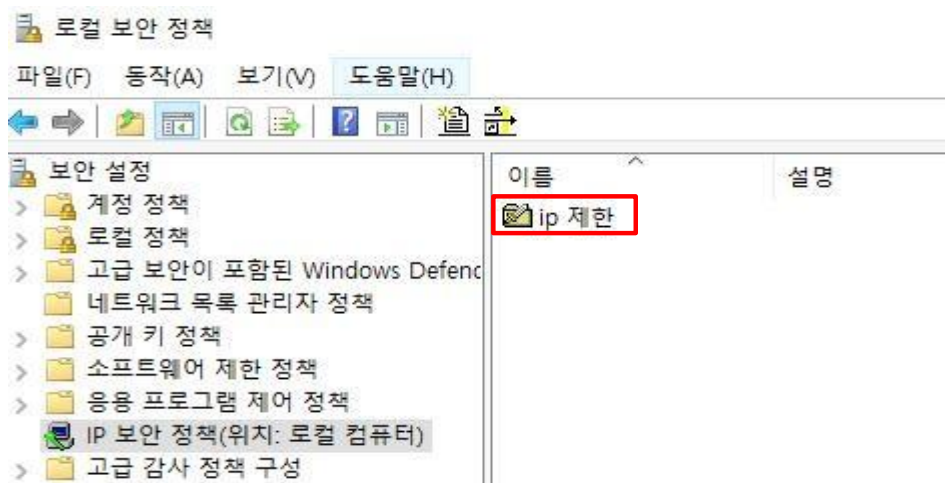 로컬 보안 정책
파일(F) 동작(A) 보기(V) 도움말(H)
보안 설정
계정 정책
로컬 정책
고급 보안이 포함된 Windows Defenc
네트워크 목록 관리자 정책
공개 키 정책
소프트웨어 제한 정책
응용 프로그램 제어 정책
IP 보안 정책(위치: 로컬 컴퓨터)
고급 감사 정책 구성
이름 설명
ip 제한